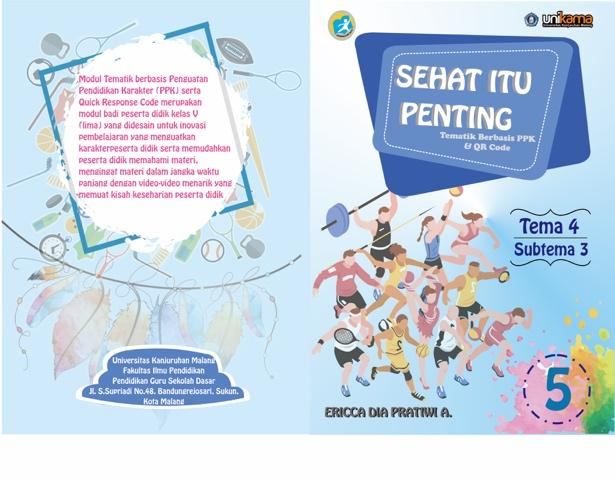 Modul Tematik berbasis Penguatan
Pendidikan Karakter (PPK) serta
Quick Response Code merupakan
modul bagi peserta didik kelas V
(lima) yang didesain untuk inovasi
pembelajaran yang menguatkan
karakterpeserta didik serta memudahkan
peserta didik memahami materi,
mengingat materi dalam jangka waktu
panjang dengan video-video menarik yang
memuat kisah keseharian peserta didik
Universitas Kanjuruhan Malang
Fakultas Ilmu Pendidikan
Pendidikan Guru Sekolah Dasar
Jl. S.Supriadi No.48, Bandungrejosari, Sukun,
Kota Malang
unikama
SEHAT ITU
PENTING
Tematik Berbasis PPK
& QR Code
Tema 4
Subtema 3
5
ERICCA DIA PRATIWI A.